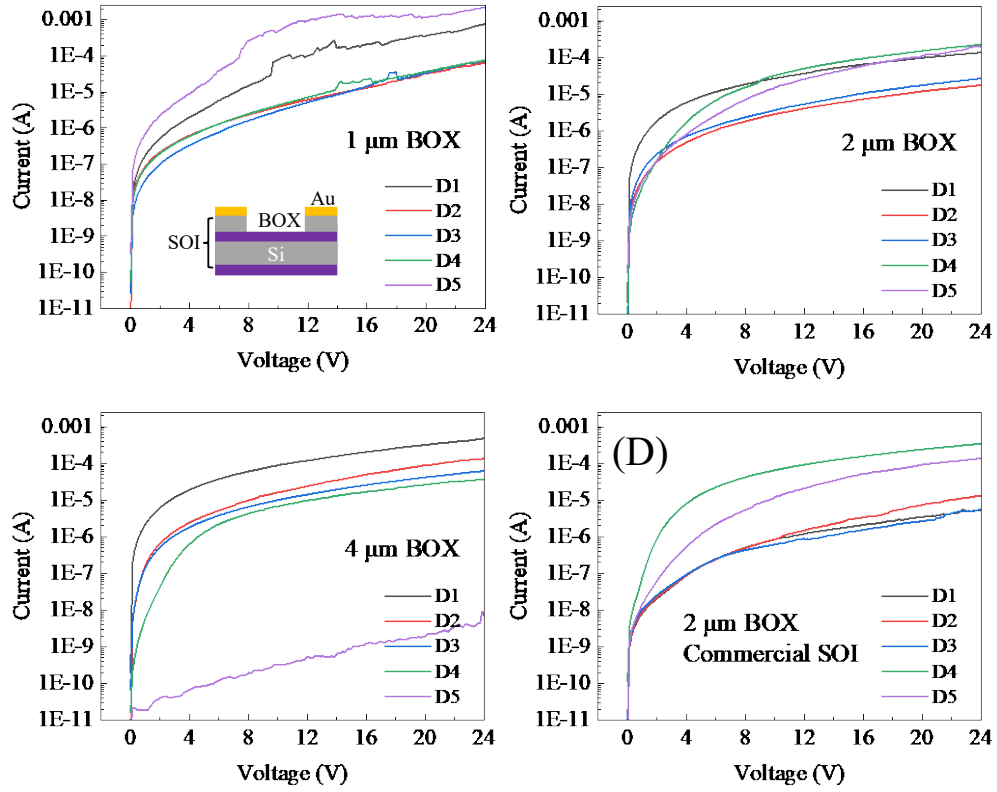 0.001
1E-4
1E-5
1E-6
1E-7
1E-8
1E-9
1E-10
1E-11
Current (A)
1 μm BOX
Au
BOX
SOI
Si
D1
D2
D3
D4
D5
0 4 8 12 16 20 24
Voltage (V)
0.001
1E-4
1E-5
1E-6
1E-7
1E-8
1E-9
1E-10
1E-11
Current (A)
2 μm BOX
D1
D2
D3
D4
D5
0 4 8 12 16 20 24
Voltage (V)
0.001
1E-4
1E-5
1E-6
1E-7
1E-8
1E-9
1E-10
1E-11
Current (A)
4 μm BOX
D1
D2
D3
D4
D5
0 4 8 12 16 20 24
Voltage (V)
(D)
0.001
1E-4
1E-5
1E-6
1E-7
1E-8
1E-9
1E-10
1E-11
Current (A)
2 μm BOX
Commercial SOI
D1
D2
D3
D4
D5
0 4 8 12 16 20 24
Voltage (V)